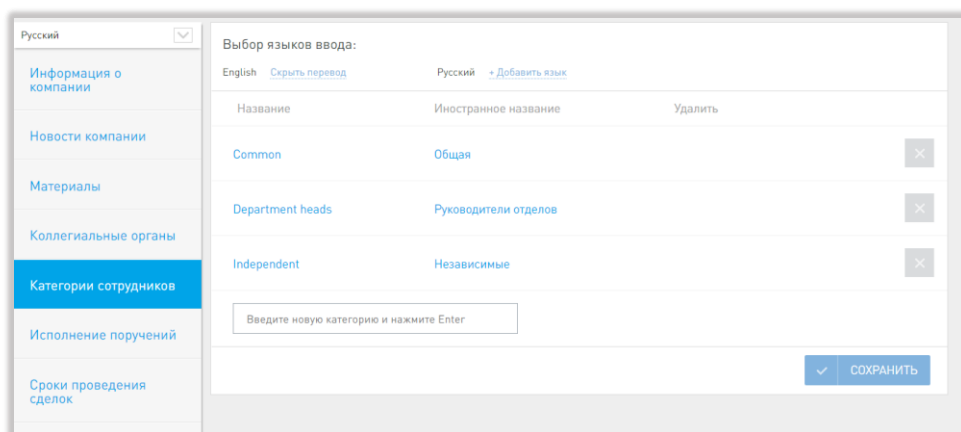 Русский
Информация о
компании
Новости компании
Материалы
Коллегиальные органы
Категории сотрудников
Исполнение поручений
Сроки проведения
сделок
Выбор языков ввода:
English Скрыть перевод Русский + Добавить язык
Название Иностранное название Удалить
Common Общая
Department heads Руководители отделов
Independent Независимые
Введите новую категорию и нажмите Enter
СОХРАНИТЬ